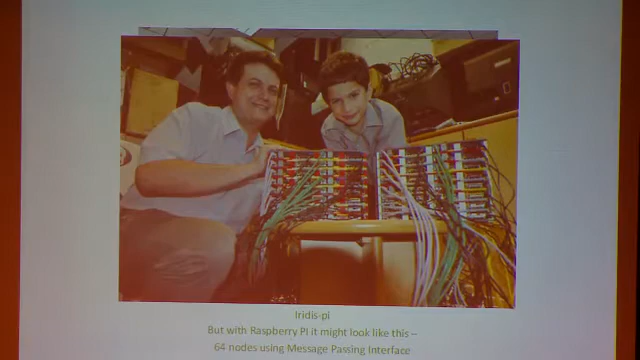 Iridis-pi
But with Raspberry PI it might look like this –
64 nodes using Message Passing Interface